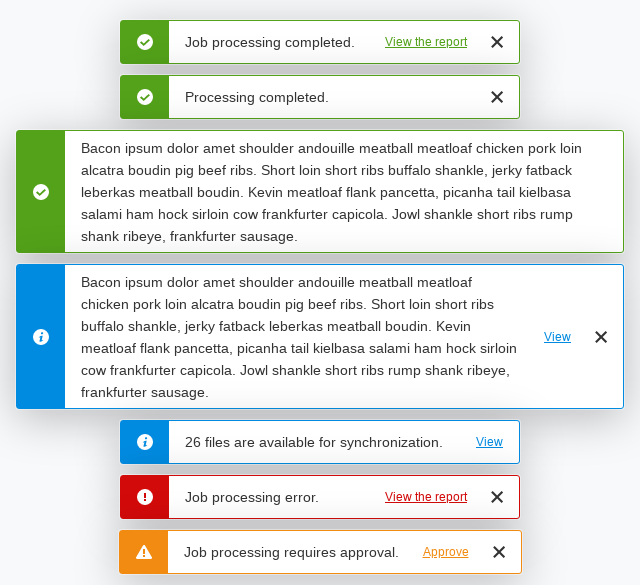 Job processing completed. View the report
Processing completed.
Bacon ipsum dolor amet shoulder andouille meatball meatloaf chicken pork loin
alcatra boudin pig beef ribs. Short loin short ribs buffalo shankle, jerky fatback
leberkas meatball boudin. Kevin meatloaf flank pancetta, picanha tail kielbasa
salami ham hock sirloin cow frankfurter capicola. Jowl shankle short ribs rump
shank ribeye, frankfurter sausage.
Bacon ipsum dolor amet shoulder andouille meatball meatloaf
chicken pork loin alcatra boudin pig beef ribs. Short loin short ribs
buffalo shankle, jerky fatback leberkas meatball boudin. Kevin
meatloaf flank pancetta, picanha tail kielbasa salami ham hock sirloin
cow frankfurter capicola. Jowl shankle short ribs rump shank ribeye,
frankfurter sausage.
View
26 files are available for synchronization. View
Job processing error. View the report
Job processing requires approval. Approve